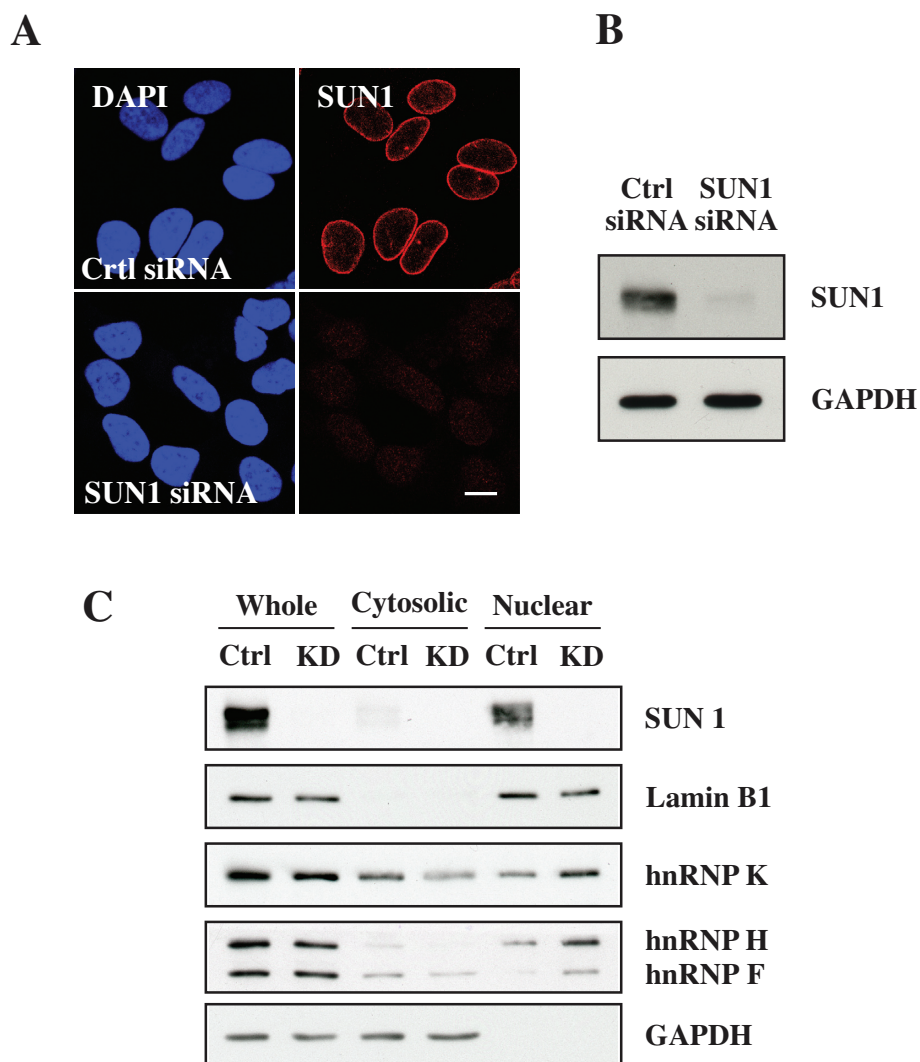 A
DAPI
SUN1
Crtl siRNA
SUN1 siRNA
B
Ctrl SUN1
siRNA siRNA
SUN1
GAPDH
C
Whole Cytosolic Nuclear
Ctrl KD Ctrl KD Ctrl KD
SUN 1
Lamin B1
hnRNP K
hnRNP H
hnRNP F
GAPDH